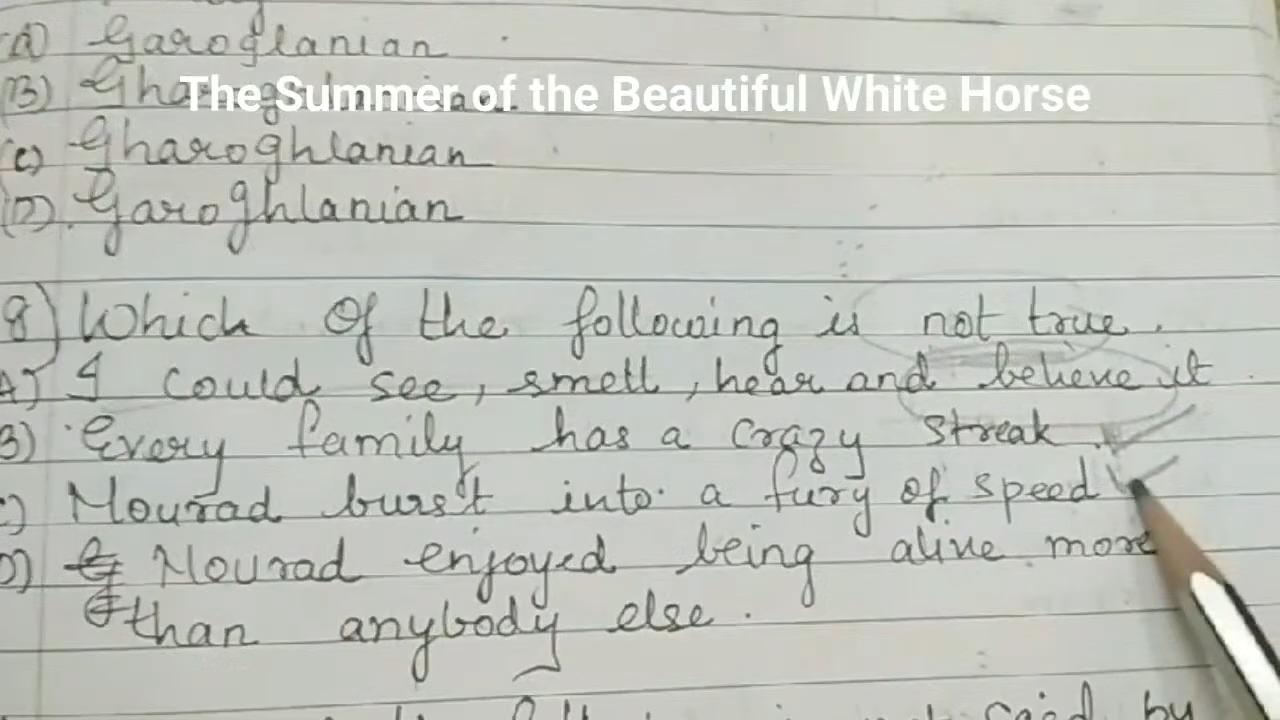 A) Garoglanian
The Summer of the Beautiful White Horse
B)
(C) Gharoghlanian
(D) Garoghlanian
8) Which of the following is not true.
A) I could see, smell, hear and believe it.
B) Every family has a crazy streak.
C) Mourad burst into a fury of speed
D) Mourad enjoyed being alive more
than anybody else.
said by